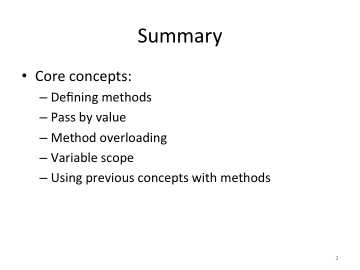 Summary
• Core concepts:
– Defining methods
– Pass by value
– Method overloading
– Variable scope
– Using previous concepts with methods
2